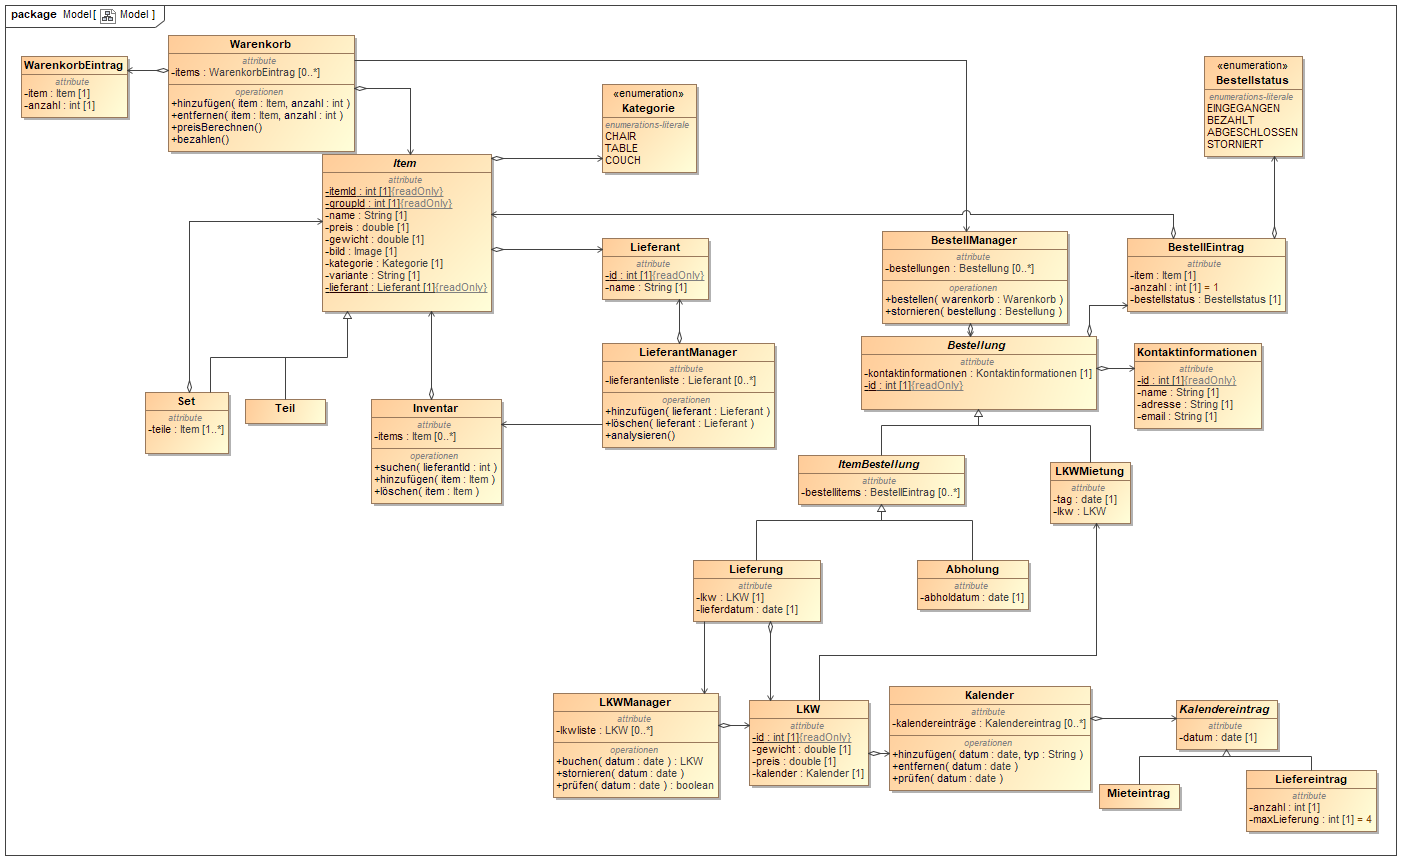 package Model [ Model ]
WarenkorbEintrag
attribute
-item : Item [1]
-anzahl : int [1]
Warenkorb
attribute
-items : WarenkorbEintrag [0..*]
operationen
+hinzufügen( item : Item, anzahl : int )
+entfernen( item : Item, anzahl : int )
+preisBerechnen()
+bezahlen()
«enumeration»
Kategorie
enumerations-literale
CHAIR
TABLE
COUCH
«enumeration»
Bestellstatus
enumerations-literale
EINGEGANGEN
BEZAHLT
ABGESCHLOSSEN
STORNIERT
Item
attribute
-itemId : int [1]{readOnly}
-groupId : int [1]{readOnly}
-name : String [1]
-preis : double [1]
-gewicht : double [1]
-bild : Image [1]
-kategorie : Kategorie [1]
-variante : String [1]
-lieferant : Lieferant [1]{readOnly}
Lieferant
attribute
-id : int [1]{readOnly}
-name : String [1]
BestellManager
attribute
-bestellungen : Bestellung [0..*]
operationen
+bestellen( warenkorb : Warenkorb )
+stornieren( bestellung : Bestellung )
BestellEintrag
attribute
-item : Item [1]
-anzahl : int [1] = 1
-bestellstatus : Bestellstatus [1]
LieferantManager
attribute
-lieferantenliste : Lieferant [0..*]
operationen
+hinzufügen( lieferant : Lieferant )
+löschen( lieferant : Lieferant )
+analysieren()
Bestellung
attribute
-kontaktinformationen : Kontaktinformationen [1]
-id : int [1]{readOnly}
Kontaktinformationen
attribute
-id : int [1]{readOnly}
-name : String [1]
-adresse : String [1]
-email : String [1]
Set
attribute
-teile : Item [1..*]
Teil
Inventar
attribute
-items : Item [0..*]
operationen
+suchen( lieferantId : int )
+hinzufügen( item : Item )
+löschen( item : Item )
ItemBestellung
attribute
-bestellitems : BestellEintrag [0..*]
LKWMietung
attribute
-tag : date [1]
-lkw : LKW
Lieferung
attribute
-lkw : LKW [1]
-lieferdatum : date [1]
Abholung
attribute
-abholdatum : date [1]
LKWManager
attribute
-lkwliste : LKW [0..*]
operationen
+buchen( datum : date ) : LKW
+stornieren( datum : date )
+prüfen( datum : date ) : boolean
LKW
attribute
-id : int [1]{readOnly}
-gewicht : double [1]
-preis : double [1]
-kalender : Kalender [1]
Kalender
attribute
-kalendereinträge : Kalendereintrag [0..*]
operationen
+hinzufügen( datum : date, typ : String )
+entfernen( datum : date )
+prüfen( datum : date )
Kalendereintrag
attribute
-datum : date [1]
Mieteintrag
Liefereintrag
attribute
-anzahl : int [1]
-maxLieferung : int [1] = 4